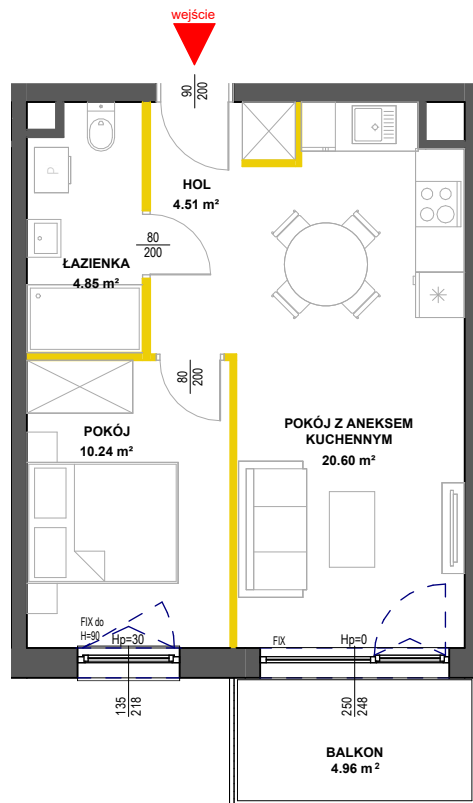 wejście
90
200
HOL
4.51 m²
P
80
200
ŁAZIENKA
4.85 m²
80
200
POKÓJ
10.24 m²
POKÓJ Z ANEKSEM
KUCHENNYM
20.60 m²
FIX do
H=90
Hp=30
FIX
Hp=0
135
218
250
248
BALKON
4.96 m²